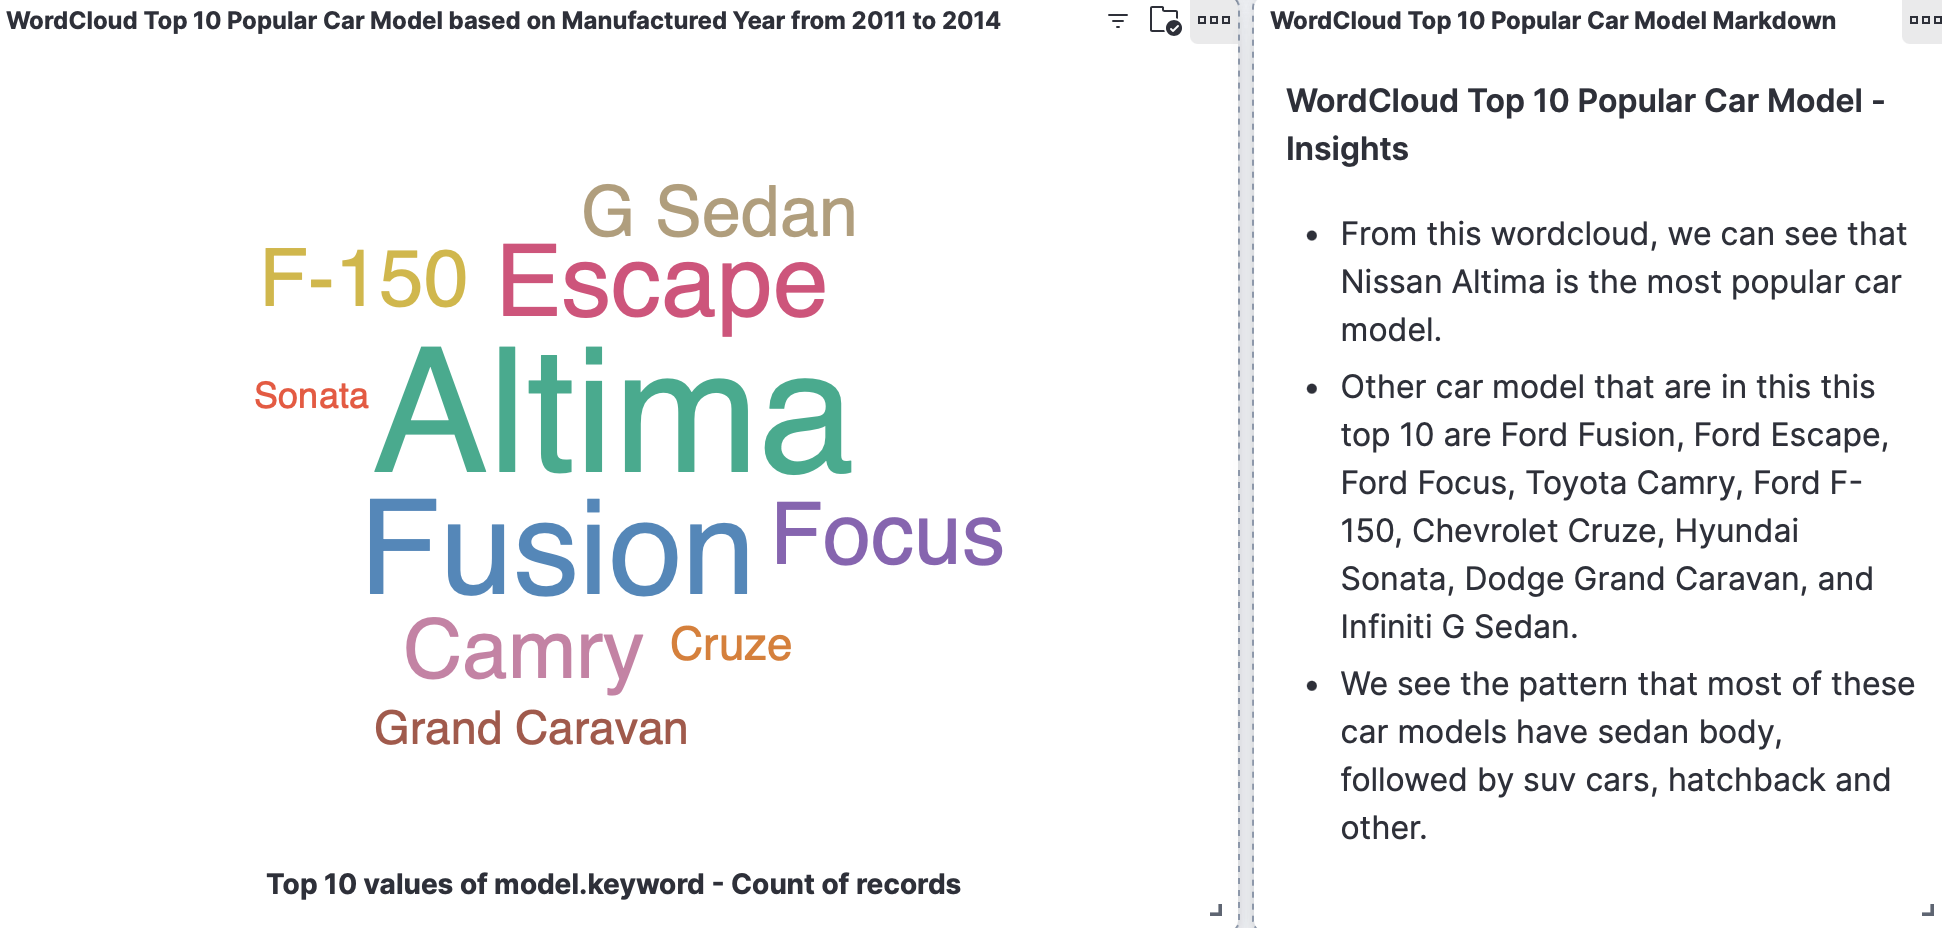 WordCloud Top 10 Popular Car Model based on Manufactured Year from 2011 to 2014
G Sedan
F-150 Escape
Sonata Altima
Fusion Focus
Camry Cruze
Grand Caravan
Top 10 values of model.keyword - Count of records
WordCloud Top 10 Popular Car Model Markdown
WordCloud Top 10 Popular Car Model -
Insights
• From this wordcloud, we can see that
Nissan Altima is the most popular car
model.
• Other car model that are in this this
top 10 are Ford Fusion, Ford Escape,
Ford Focus, Toyota Camry, Ford F-
150, Chevrolet Cruze, Hyundai
Sonata, Dodge Grand Caravan, and
Infiniti G Sedan.
• We see the pattern that most of these
car models have sedan body,
followed by suv cars, hatchback and
other.